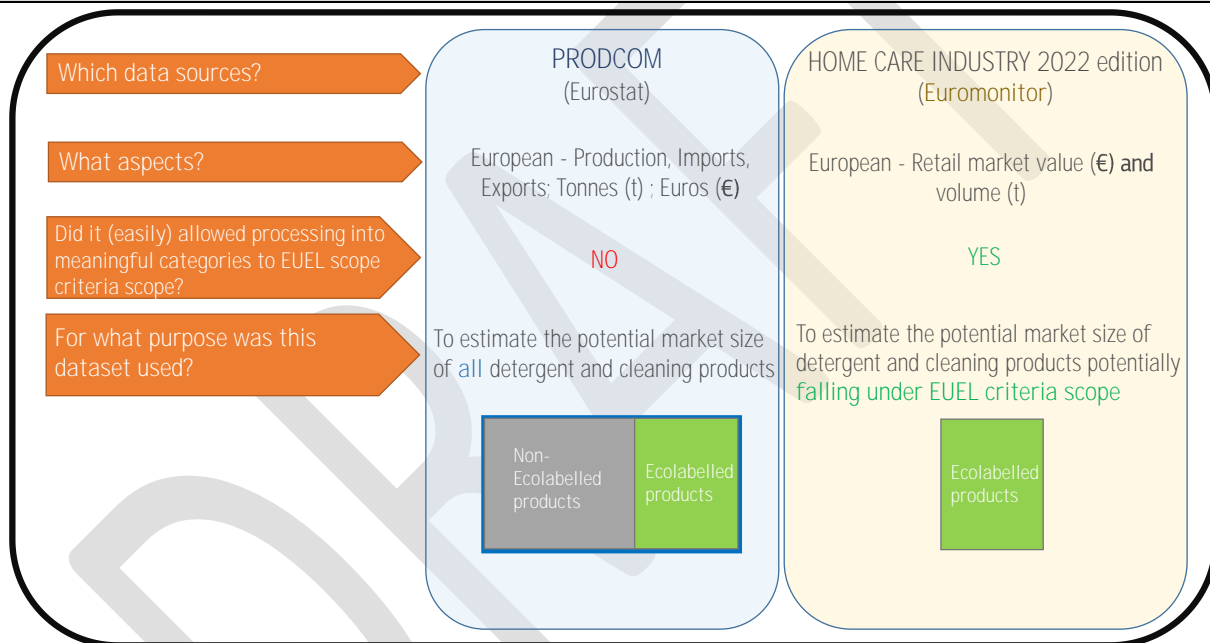 Which data sources?
PRODCOM
(Eurostat)
HOME CARE INDUSTRY 2022 edition
(Euromonitor)
What aspects?
European - Production, Imports,
Exports; Tonnes (t) ; Euros (€)
European - Retail market value (€) and
volume (t)
Did it (easily) allowed processing into
meaningful categories to EUEL scope
criteria scope?
NO
YES
For what purpose was this
dataset used?
To estimate the potential market size
of all detergent and cleaning products
To estimate the potential market size of
detergent and cleaning products potentially
falling under EUEL criteria scope
Non-
Ecolabelled
products
Ecolabelled
products
Ecolabelled
products
DRAFT